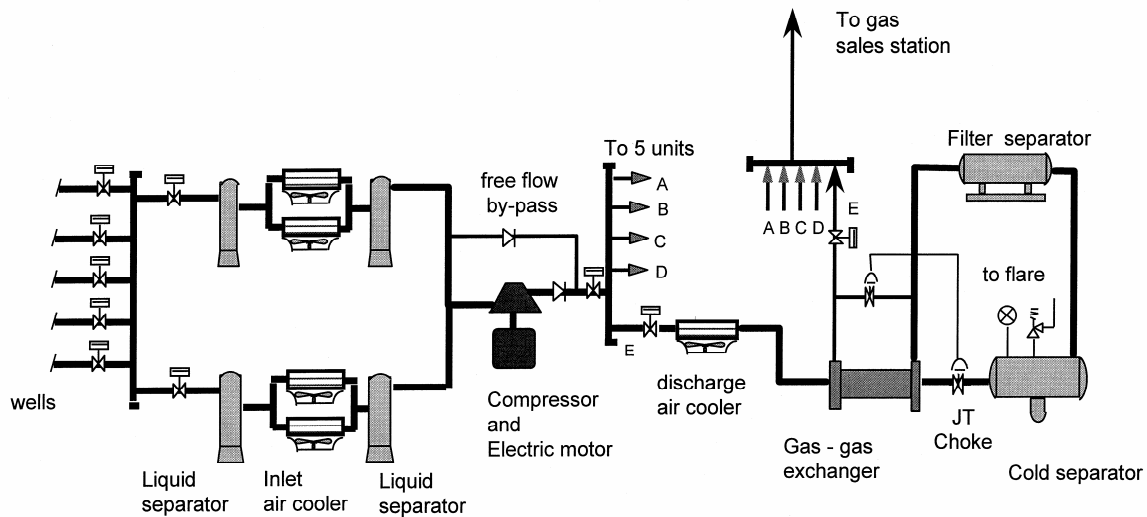 To gas
sales station
Filter separator
To 5 units
A
B
C
D
free flow
by-pass
E
A B C D
to flare
E
wells
Compressor
and
Electric motor
discharge
air cooler
JT
Choke
Gas - gas
exchanger
Cold separator
Liquid
separator
Inlet
air cooler
Liquid
separator